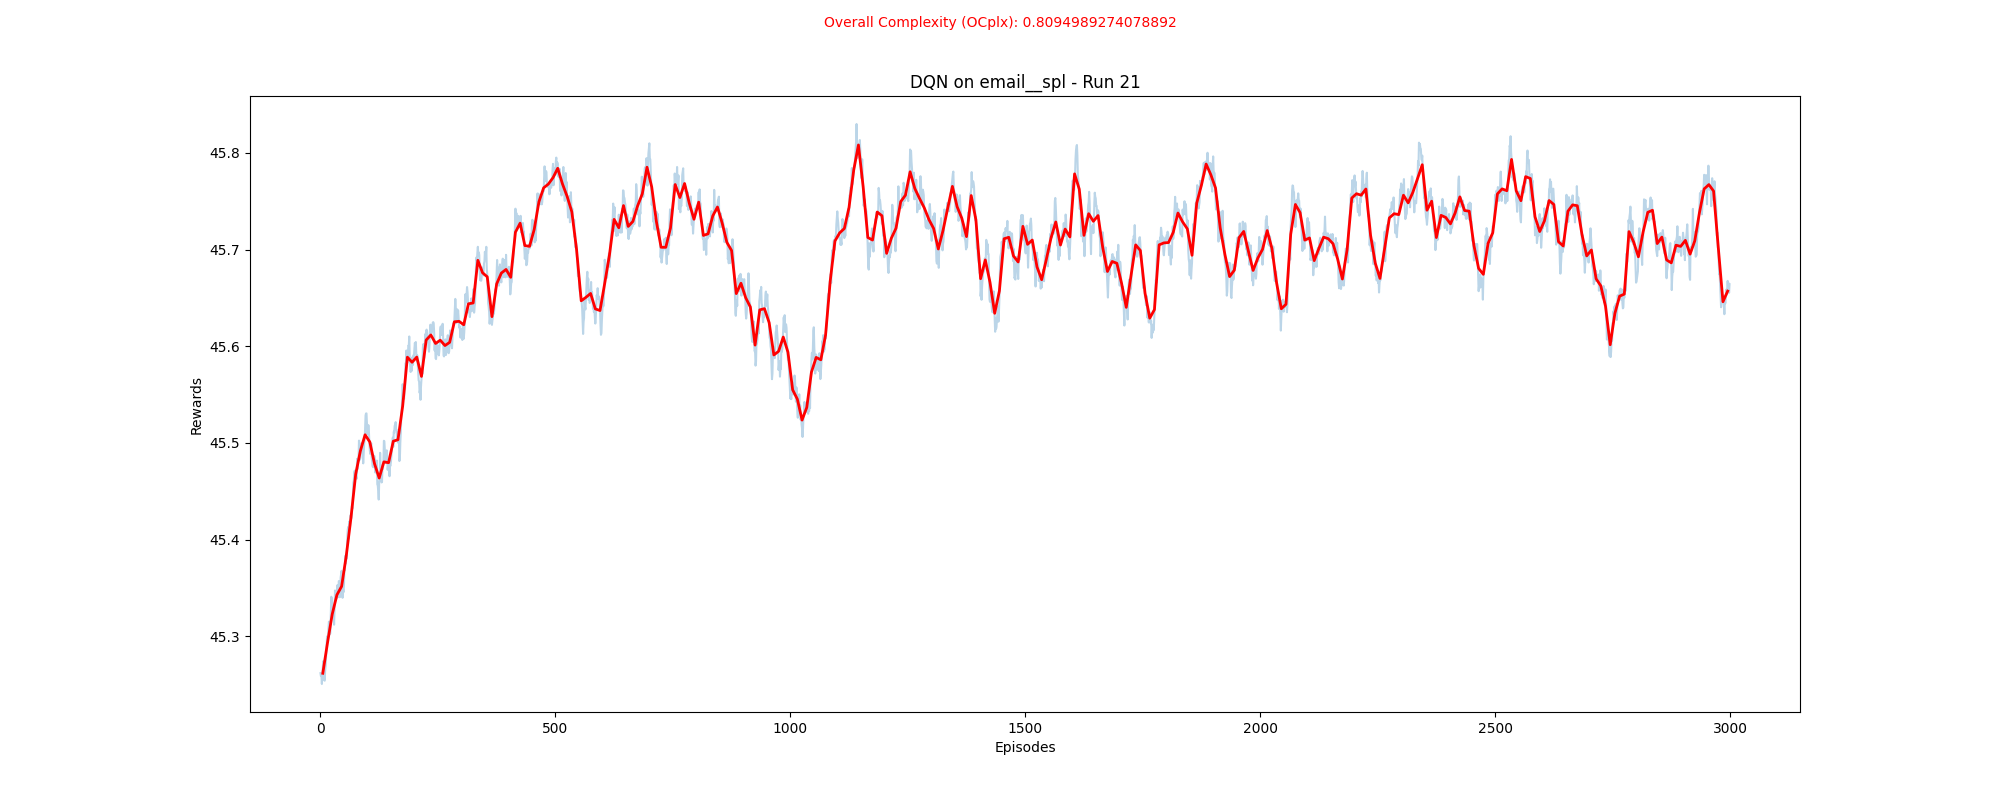 Overall Complexity (OCplx): 0.8094989274078892
DQN on email__spl - Run 21
45.8
45.7
45.6
45.5
45.4
45.3
Rewards
0 500 1000 1500 2000 2500 3000
Episodes